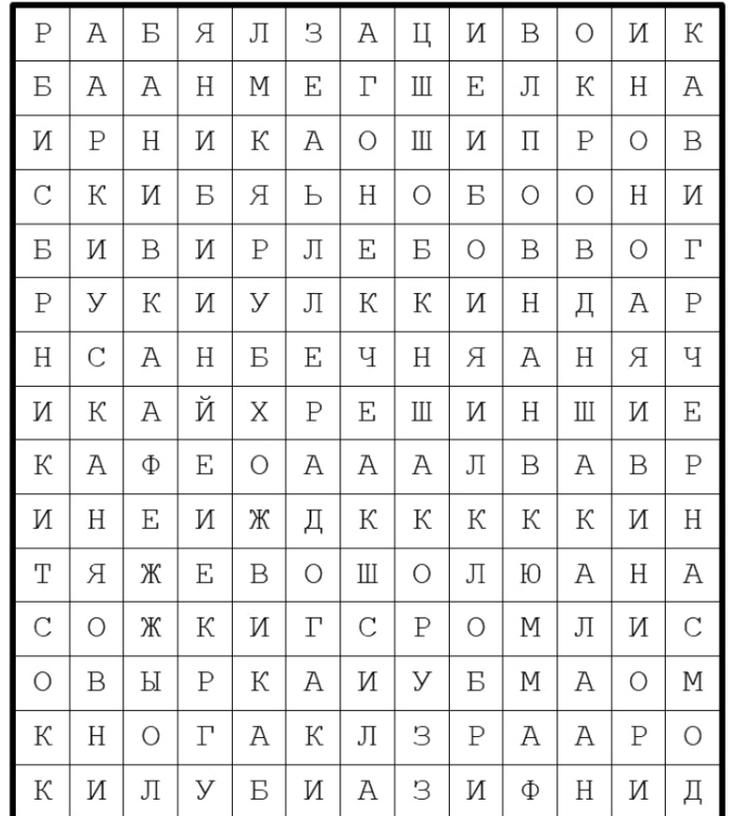 Р А Б Я Л З А Ц И В О И К
Б А А Н М Е Г Ш Е Л К Н А
И Р Н И К А О Ш И П Р О В
С К И Б Я Ь Н О Б О О Н И
Б И В И Р Л Е Б О В В О Г
Р У К И У Л К К И Н Д А Р
Н С А Н Б Е Ч Н Я А Н Я Ч
И К А Й Х Р Е Ш И Н Ш И Е
К А Ф Е О А А А Л В А В Р
И Н Е И Ж Д К К К К К И Н
Т Я Ж Е В О Ш О Л Ю А Н А
С О Ж К И Г С Р О М Л И С
О В Ы Р К А И У Б М А О М
К Н О Г А К Л З Р А А Р О
К И Л У Б И А З И Ф Н И Д